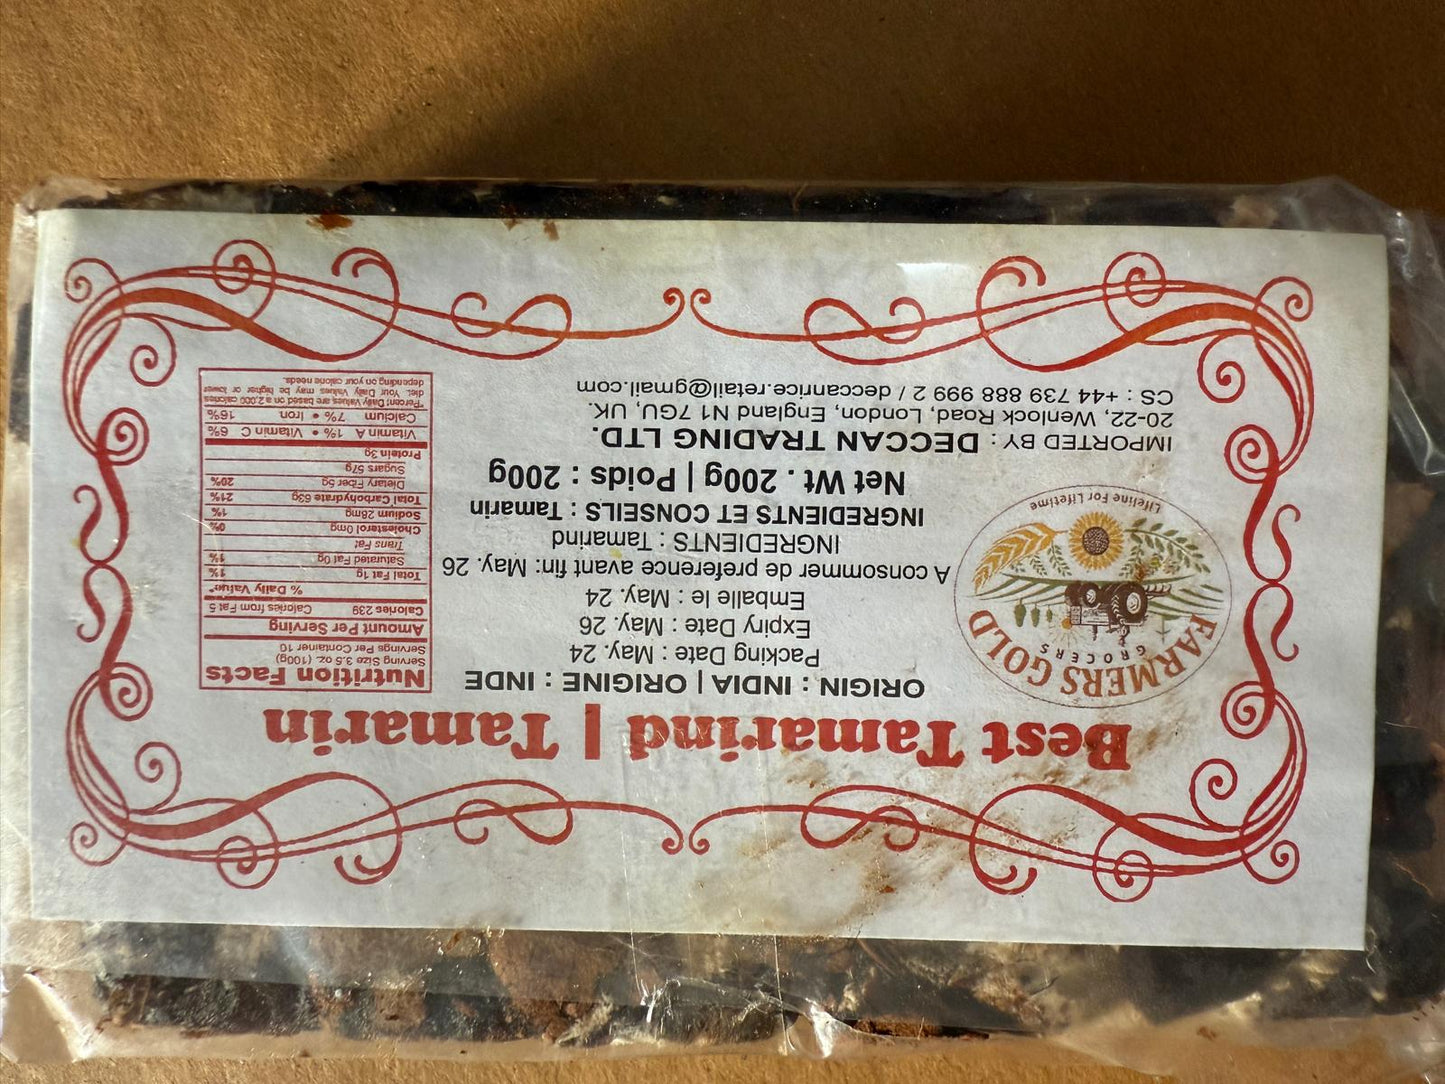 Best Tamarind | Tamarin
FARMERS GOLD
GROCERS
Lifeline For Lifetime
ORIGIN : INDIA | ORIGINE : INDE
Packing Date : May. 24
Expiry Date : May. 26
Emballe le : May. 24
A consommer de preference avant fin: May. 26
INGREDIENTS : Tamarind
INGREDIENTS ET CONSEILS : Tamarin
Net Wt. 200g | Poids : 200g
IMPORTED BY : DECCAN TRADING LTD.
20-22, Wenlock Road, London, England N1 7GU, UK.
CS : +44 739 888 999 2 / deccanrice.retail@gmail.com
Nutrition Facts
Serving Size 3.5 oz. (100g)
Servings Per Container 10
Amount Per Serving
Calories 239 Calories from Fat 5
% Daily Value*
Total Fat 1g 1%
Saturated Fat 0g 1%
Trans Fat
Cholesterol 0mg 0%
Sodium 28mg 1%
Total Carbohydrate 63g 21%
Dietary Fiber 5g 20%
Sugars 57g
Protein 3g
Vitamin A 1% • Vitamin C 6%
Calcium 7% • Iron 16%
*Percent Daily Values are based on a 2,000 calories
diet. Your Daily Values may be higher or lower
depending on your calorie needs.